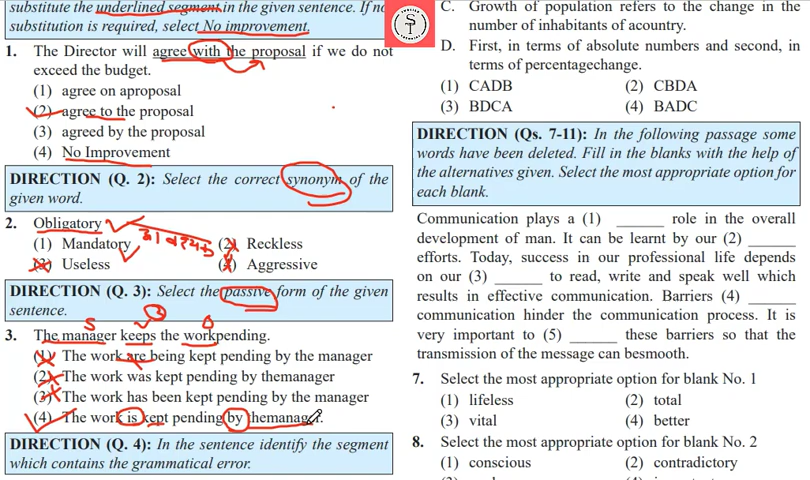 substitute the underlined segment in the given sentence. If no
substitution is required, select No improvement.
1. The Director will agree with the proposal if we do not
exceed the budget.
(1) agree on aproposal
(2) agree to the proposal
(3) agreed by the proposal
(4) No Improvement
DIRECTION (Q. 2): Select the correct synonym of the
given word.
2. Obligatory
(1) Mandatory (2) Reckless
(3) Useless (4) Aggressive
DIRECTION (Q. 3): Select the passive form of the given
sentence.
S 3 O
3. The manager keeps the workpending.
(1) The work are being kept pending by the manager
(2) The work was kept pending by themanager
(3) The work has been kept pending by the manager
(4) The work is kept pending by themanager.
DIRECTION (Q. 4): In the sentence identify the segment
which contains the grammatical error.
ST
C. Growth of population refers to the change in the
number of inhabitants of acountry.
D. First, in terms of absolute numbers and second, in
terms of percentagechange.
(1) CADB (2) CBDA
(3) BDCA (4) BADC
DIRECTION (Qs. 7-11): In the following passage some
words have been deleted. Fill in the blanks with the help of
the alternatives given. Select the most appropriate option for
each blank.
Communication plays a (1) ______ role in the overall
development of man. It can be learnt by our (2) ______
efforts. Today, success in our professional life depends
on our (3) ______ to read, write and speak well which
results in effective communication. Barriers (4) ______
communication hinder the communication process. It is
very important to (5) ______ these barriers so that the
transmission of the message can besmooth.
7. Select the most appropriate option for blank No. 1
(1) lifeless (2) total
(3) vital (4) better
8. Select the most appropriate option for blank No. 2
(1) conscious (2) contradictory